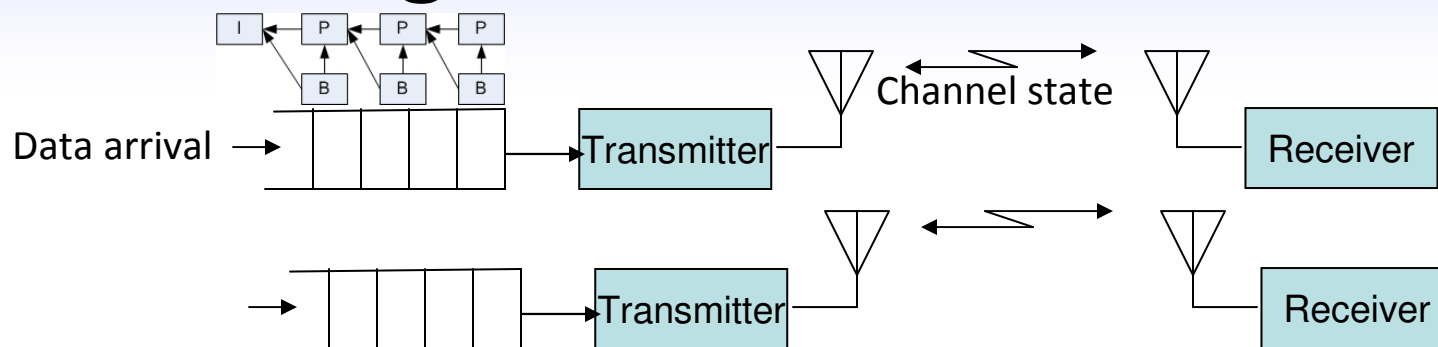 I P P P
B B B
Channel state
Data arrival
Transmitter
Receiver
Transmitter
Receiver